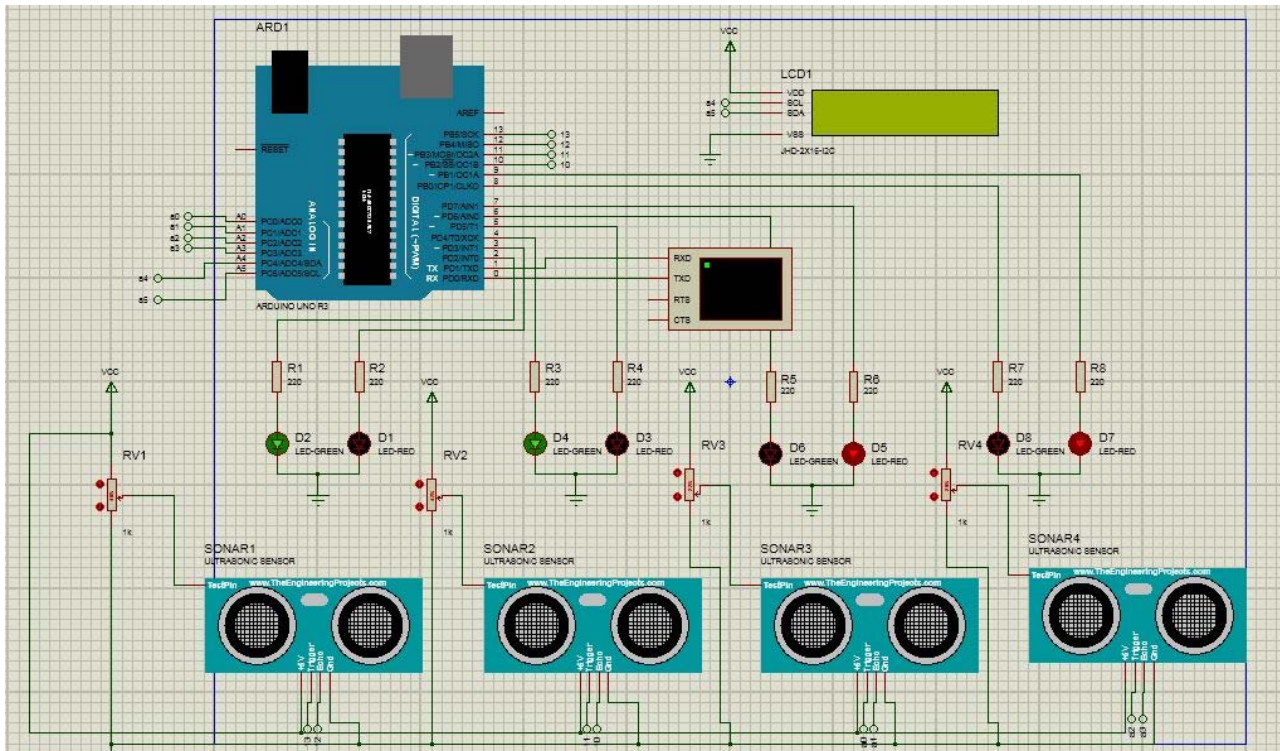 ARD1
VCC
LCD1
AREF
RESET
13
12
11
10
9
8
PB5/SCK
PB4/MISO
PB3/MOSI/OC2A
PB2/SS/OC1B
PB1/OC1A
PB0/ICP1/CLKO
13
12
11
10
a4
a5
VDD
SCL
SDA
VSS
JHD-2X16-I2C
7
6
5
4
3
2
1
0
PD7/AIN1
PD6/AIN0
PD5/T1
PD4/T0/XCK
PD3/INT1
PD2/INT0
TX PD1/TXD
RX PD0/RXD
DIGITAL (~PWM)
ANALOG IN
a0
a1
a2
a3
a4
a5
A0
A1
A2
A3
A4
A5
PC0/ADC0
PC1/ADC1
PC2/ADC2
PC3/ADC3
PC4/ADC4/SDA
PC5/ADC5/SCL
ARDUINO UNO R3
RXD
TXD
RTS
CTS
VCC
R1
220
R2
220
VCC
R3
220
R4
220
VCC
R5
220
R6
220
VCC
R7
220
R8
220
D2
LED-GREEN
D1
LED-RED
D4
LED-GREEN
D3
LED-RED
D6
LED-GREEN
D5
LED-RED
D8
LED-GREEN
D7
LED-RED
RV1
1k
RV2
1k
RV3
1k
RV4
1k
SONAR1
ULTRASONIC SENSOR
SONAR2
ULTRASONIC SENSOR
SONAR3
ULTRASONIC SENSOR
SONAR4
ULTRASONIC SENSOR
TestPin www.TheEngineeringProjects.com
TestPin www.TheEngineeringProjects.com
TestPin www.TheEngineeringProjects.com
TestPin www.TheEngineeringProjects.com
+5V
Trigger
Echo
Gnd
+5V
Trigger
Echo
Gnd
+5V
Trigger
Echo
Gnd
+5V
Trigger
Echo
Gnd